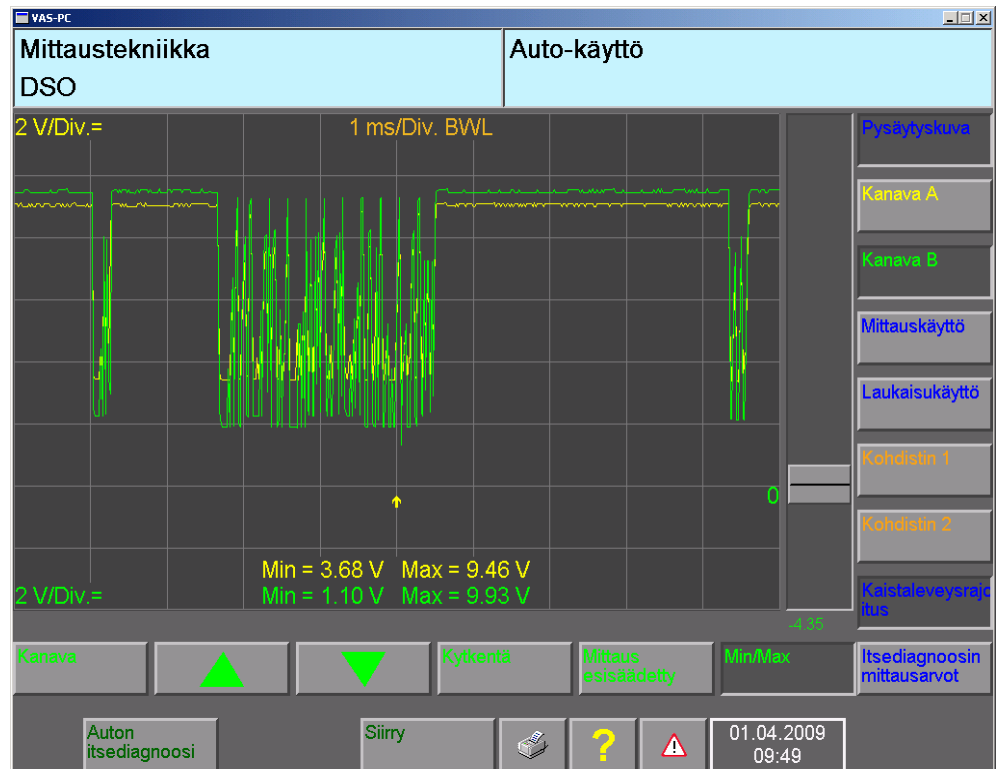 VAS-PC
Mittaustekniikka
DSO
Auto-käyttö
2 V/Div.=
1 ms/Div. BWL
0
Min = 3.68 V Max = 9.46 V
2 V/Div.=
Min = 1.10 V Max = 9.93 V
-4.35
Pysäytyskuva
Kanava A
Kanava B
Mittauskäyttö
Laukaisukäyttö
Kohdistin 1
Kohdistin 2
Kaistaleveysrajo
itus
Kanava
Kytkentä
Mittaus
esisäädetty
Min/Max
Itsediagnoosin
mittausarvot
Auton
itsediagnoosi
Siirry
?
01.04.2009
09:49